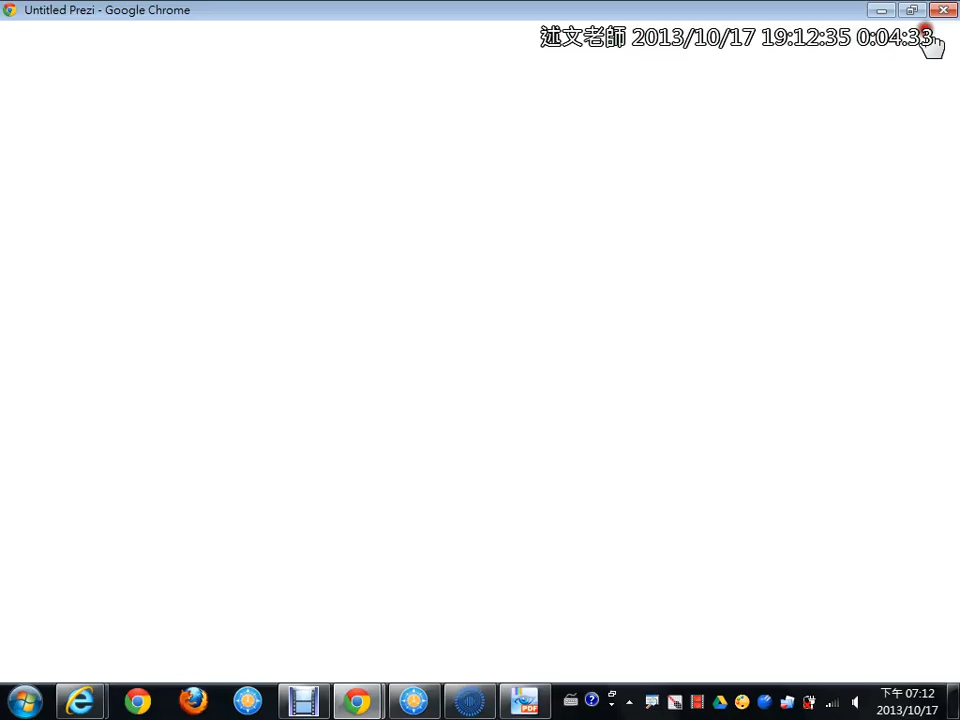 Untitled Prezi - Google Chrome
述文老師 2013/10/17 19:12:35 0:04:33
PDF
下午 07:12
2013/10/17